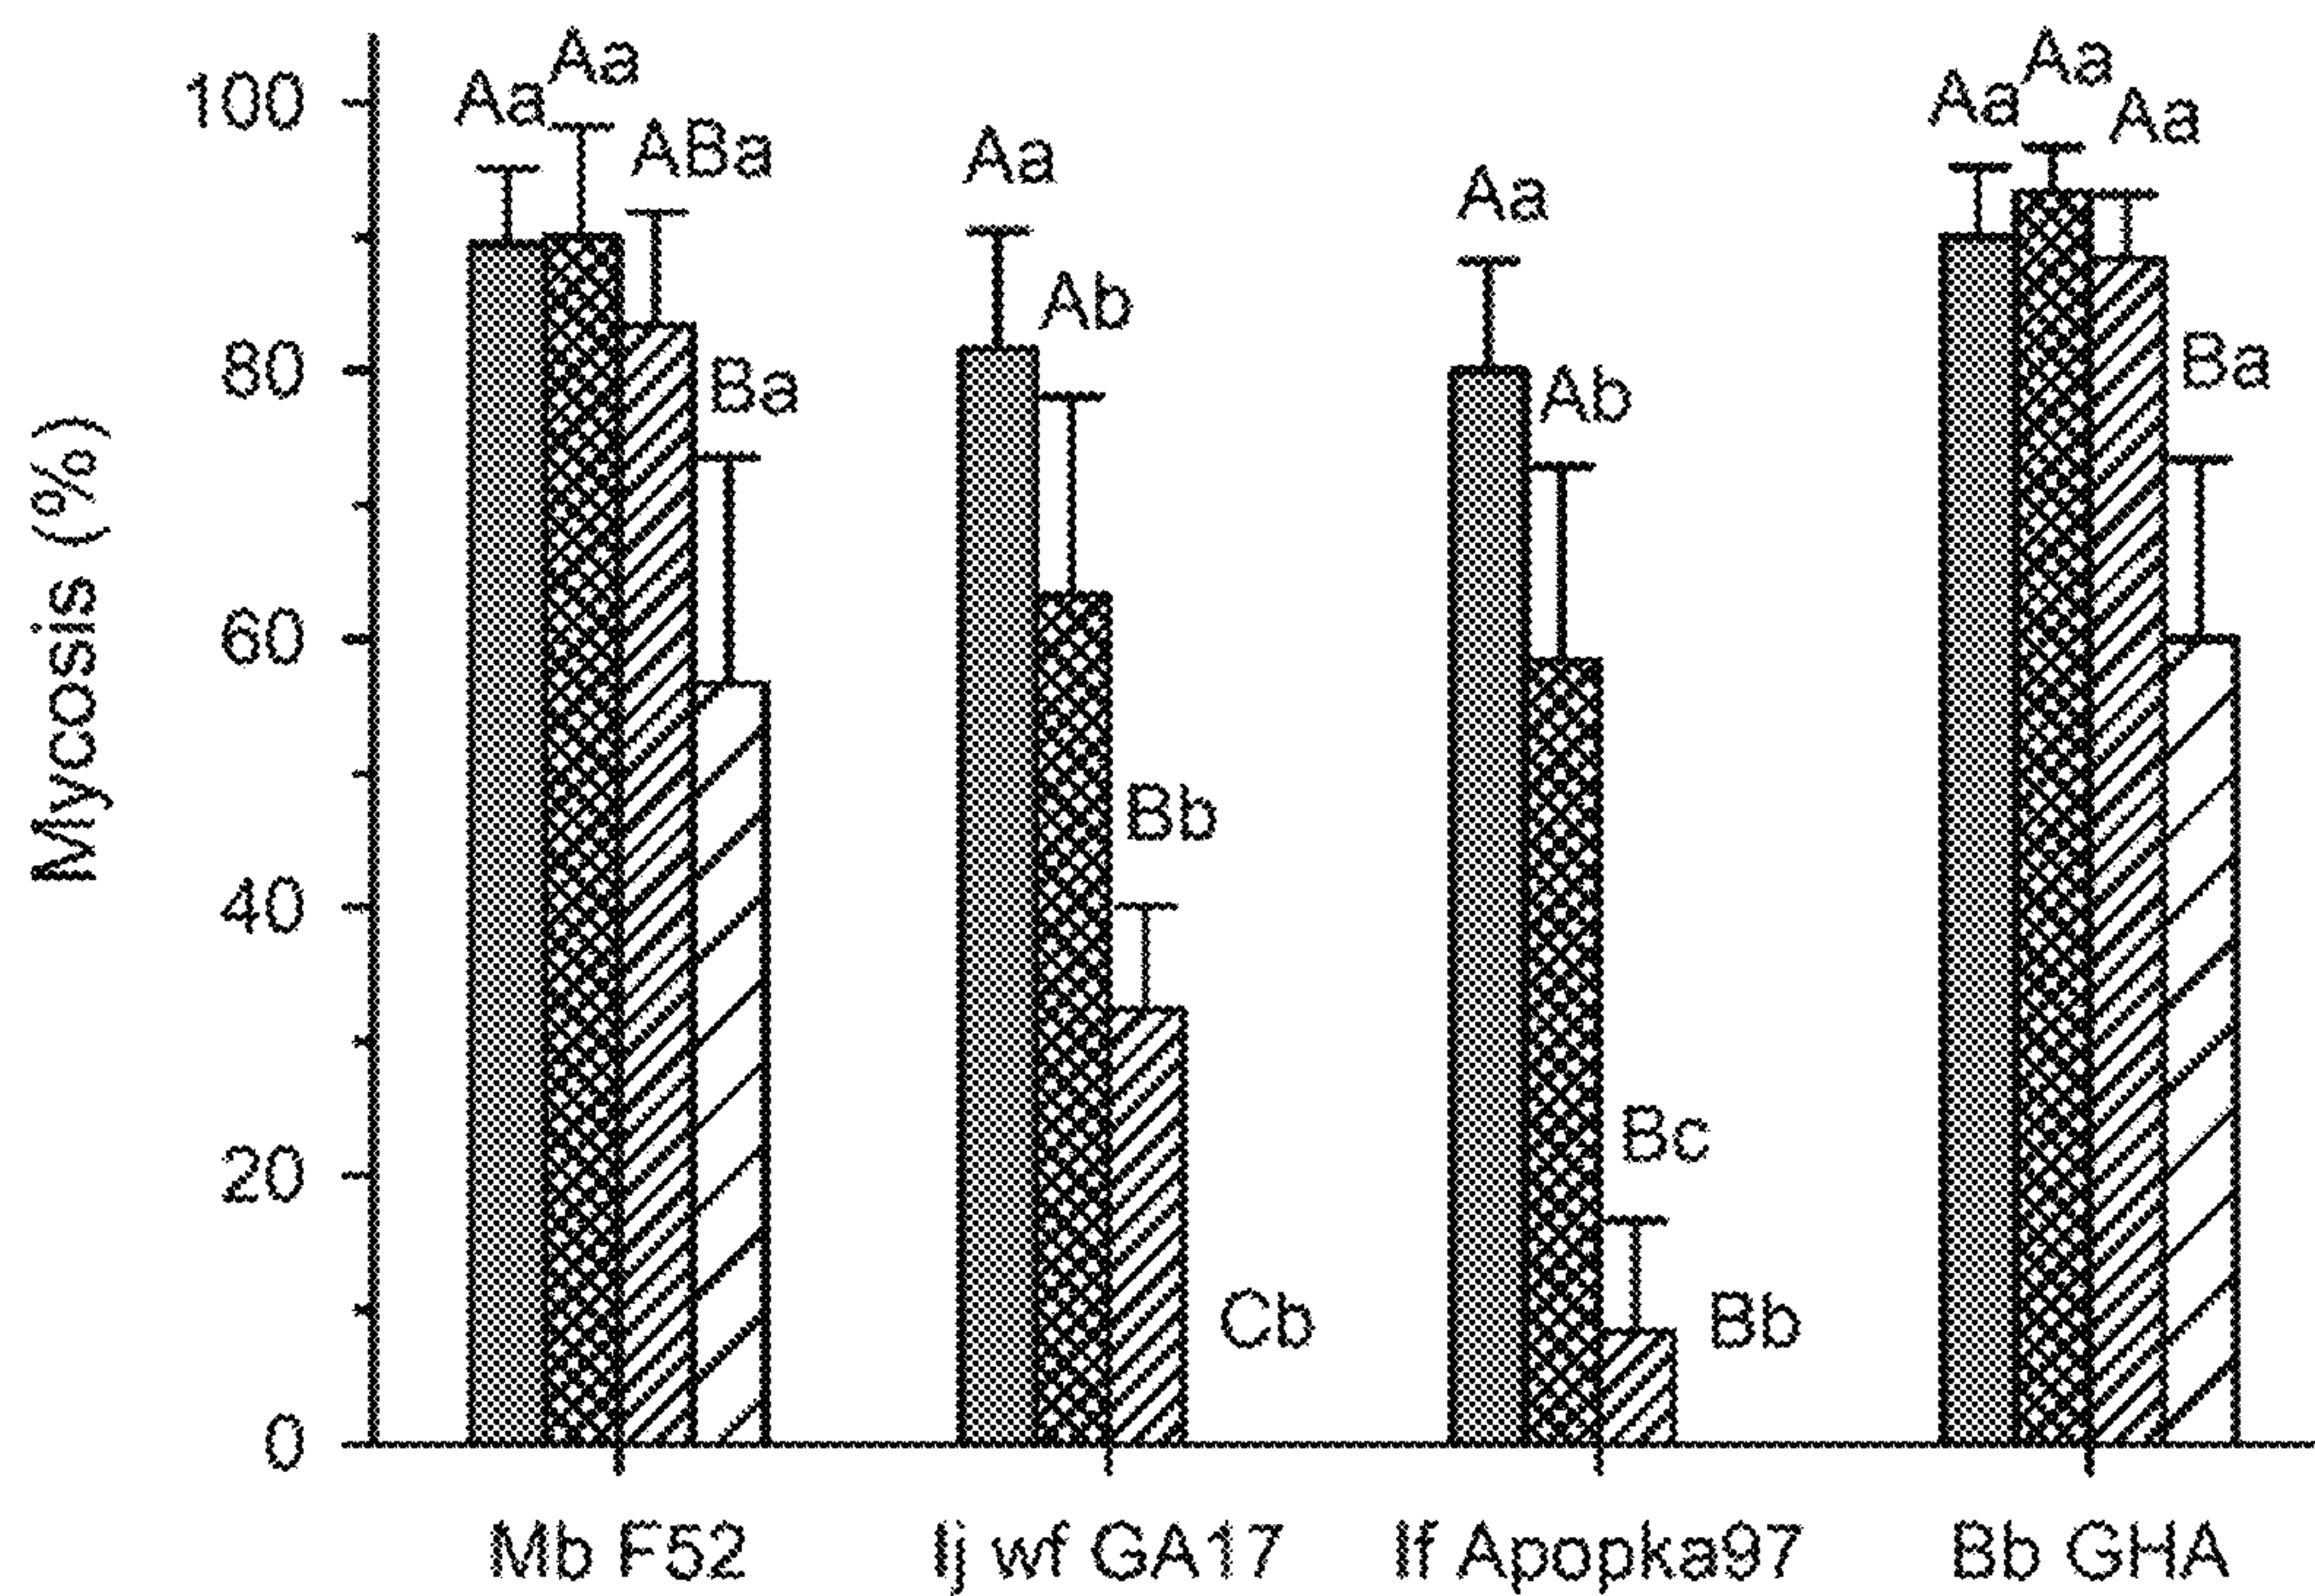 Mycosis (%)
100
80
60
40
20
0
Aa
Aa
ABa
Ba
Aa
Ab
Bb
Cb
Aa
Ab
Bc
Bb
Aa
Aa
Aa
Ba
Mb F52
Ij wf GA17
If Apopka97
Bb GHA